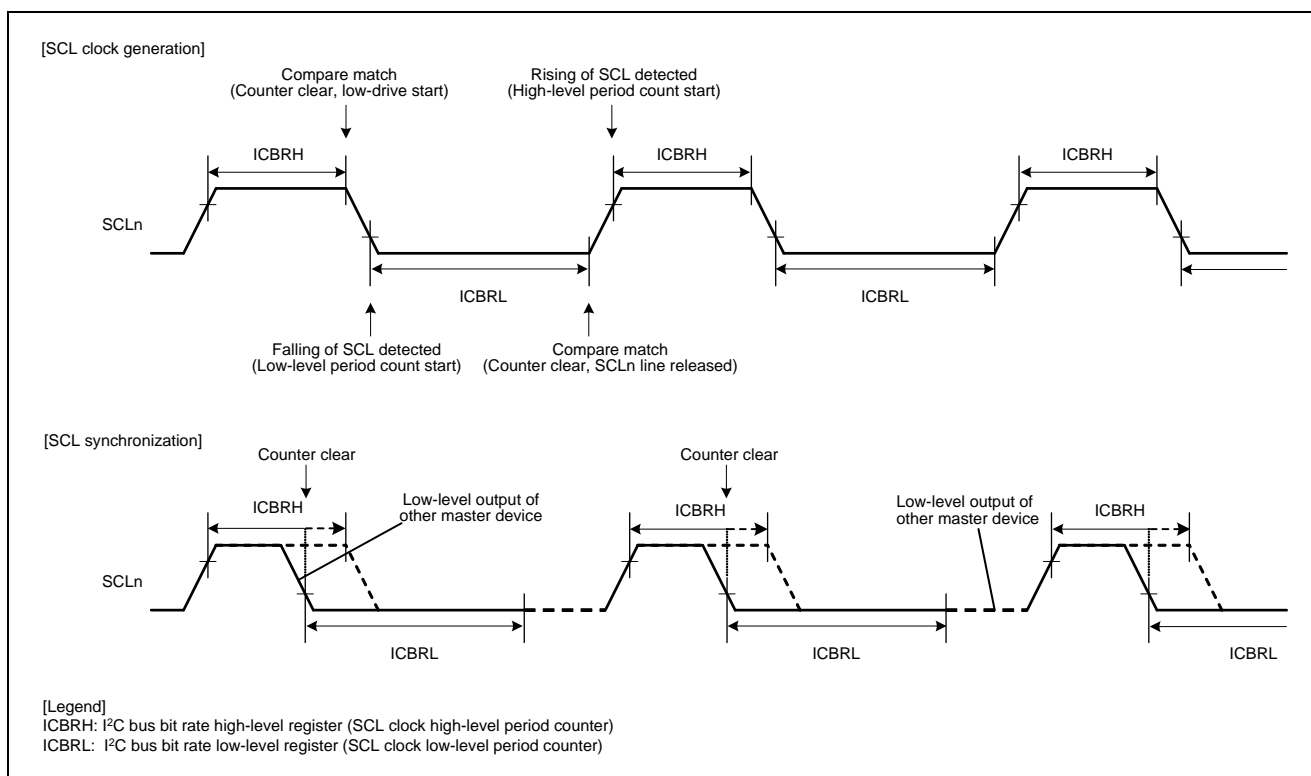 [SCL clock generation]
Compare match
(Counter clear, low-drive start)
Rising of SCL detected
(High-level period count start)
ICBRH
ICBRH
ICBRH
SCLn
ICBRL
ICBRL
Falling of SCL detected
(Low-level period count start)
Compare match
(Counter clear, SCLn line released)
[SCL synchronization]
Counter clear
Counter clear
ICBRH
Low-level output of
other master device
ICBRH
Low-level output of
other master device
ICBRH
SCLn
ICBRL
ICBRL
ICBRL
[Legend]
ICBRH: I²C bus bit rate high-level register (SCL clock high-level period counter)
ICBRL: I²C bus bit rate low-level register (SCL clock low-level period counter)